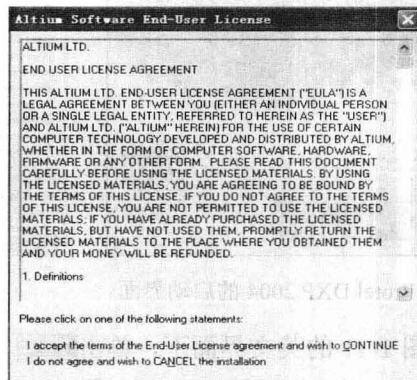 Altium Software End-User License
ALTIUM LTD.
END USER LICENSE AGREEMENT
THIS ALTIUM LTD. END-USER LICENSE AGREEMENT ("EULA") IS A
LEGAL AGREEMENT BETWEEN YOU (EITHER AN INDIVIDUAL PERSON
OR A SINGLE LEGAL ENTITY, REFERRED TO HEREIN AS THE "USER")
AND ALTIUM LTD. ("ALTIUM" HEREIN) FOR THE USE OF CERTAIN
COMPUTER TECHNOLOGY DEVELOPED AND DISTRIBUTED BY ALTIUM,
WHETHER IN THE FORM OF COMPUTER SOFTWARE, HARDWARE,
FIRMWARE OR ANY OTHER FORM. PLEASE READ THIS DOCUMENT
CAREFULLY BEFORE USING THE LICENSED MATERIALS. BY USING
THE LICENSED MATERIALS, YOU ARE AGREEING TO BE BOUND BY
THE TERMS OF THIS LICENSE. IF YOU DO NOT AGREE TO THE TERMS
OF THIS LICENSE, YOU ARE NOT PERMITTED TO USE THE LICENSED
MATERIALS; IF YOU HAVE ALREADY PURCHASED THE LICENSED
MATERIALS, BUT HAVE NOT USED THEM, PROMPTLY RETURN THE
LICENSED MATERIALS TO THE PLACE WHERE YOU OBTAINED THEM
AND YOUR MONEY WILL BE REFUNDED.
1. Definitions
Please click on one of the following statements:
I accept the terms of the End-User License agreement and wish to CONTINUE
I do not agree and wish to CANCEL the installation